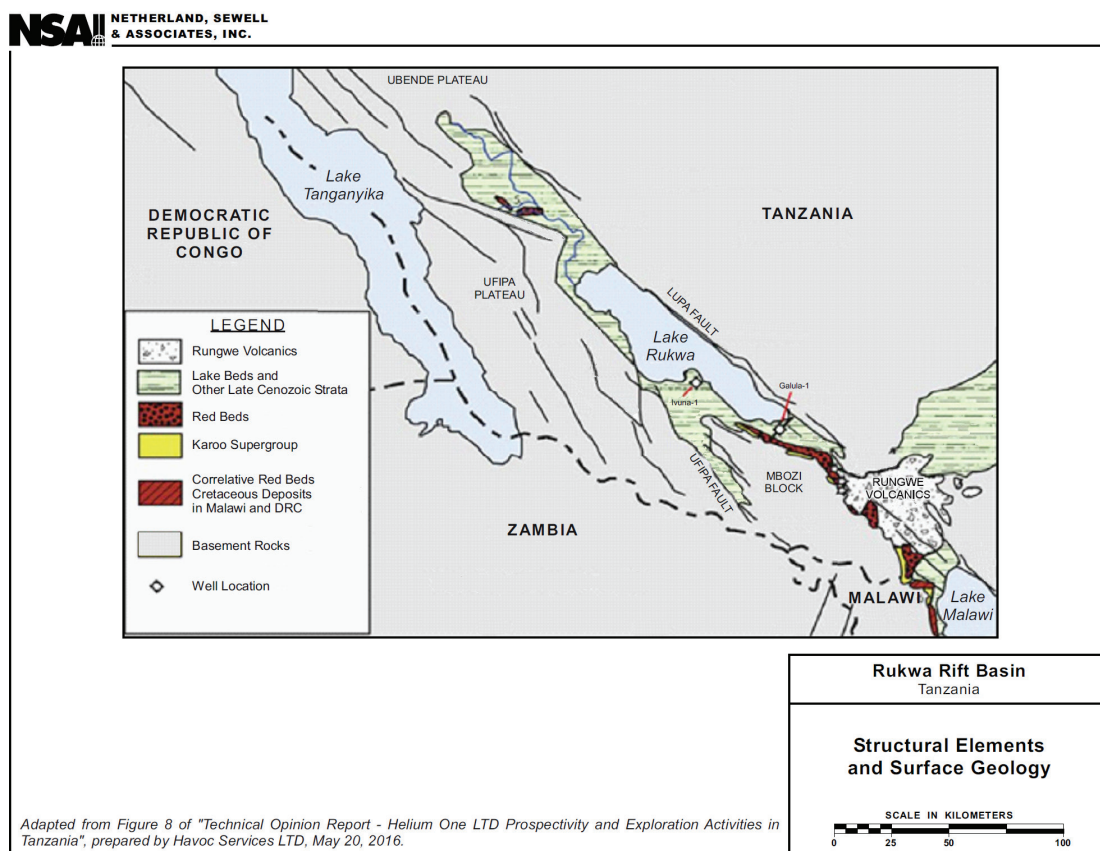 NSAI
NETHERLAND, SEWELL
& ASSOCIATES, INC.
UBENDE PLATEAU
Lake
Tanganyika
DEMOCRATIC
REPUBLIC OF
CONGO
TANZANIA
UFIPA
PLATEAU
LUPA FAULT
Lake
Rukwa
Ivuna-1
Galula-1
UFIPA FAULT
MBOZI
BLOCK
RUNGWE
VOLCANICS
ZAMBIA
MALAWI
Lake
Malawi
LEGEND
Rungwe Volcanics
Lake Beds and
Other Late Cenozoic Strata
Red Beds
Karoo Supergroup
Correlative Red Beds
Cretaceous Deposits
in Malawi and DRC
Basement Rocks
Well Location
Rukwa Rift Basin
Tanzania
Structural Elements
and Surface Geology
SCALE IN KILOMETERS
0 25 50 100
Adapted from Figure 8 of "Technical Opinion Report - Helium One LTD Prospectivity and Exploration Activities in
Tanzania", prepared by Havoc Services LTD, May 20, 2016.